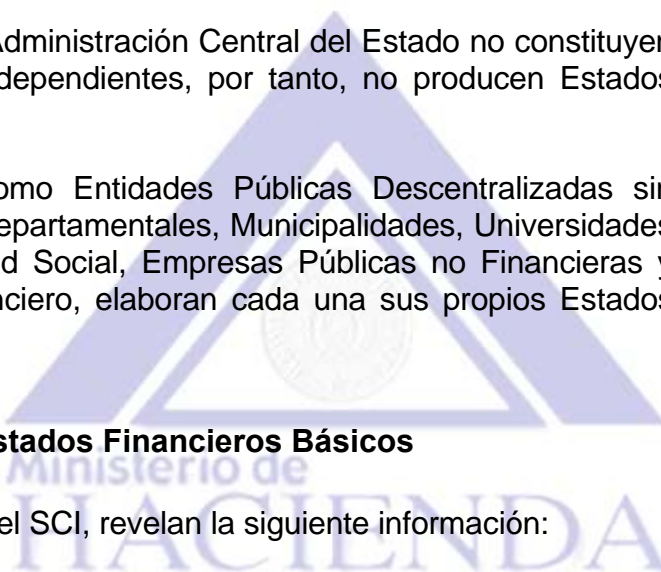 Administración Central del Estado no constituyen
dependientes, por tanto, no producen Estados
omo Entidades Públicas Descentralizadas sin
epartamentales, Municipalidades, Universidades
d Social, Empresas Públicas no Financieras y
nciero, elaboran cada una sus propios Estados
stados Financieros Básicos
Ministerio de
el SCI, revelan la siguiente información:
HACIENDA